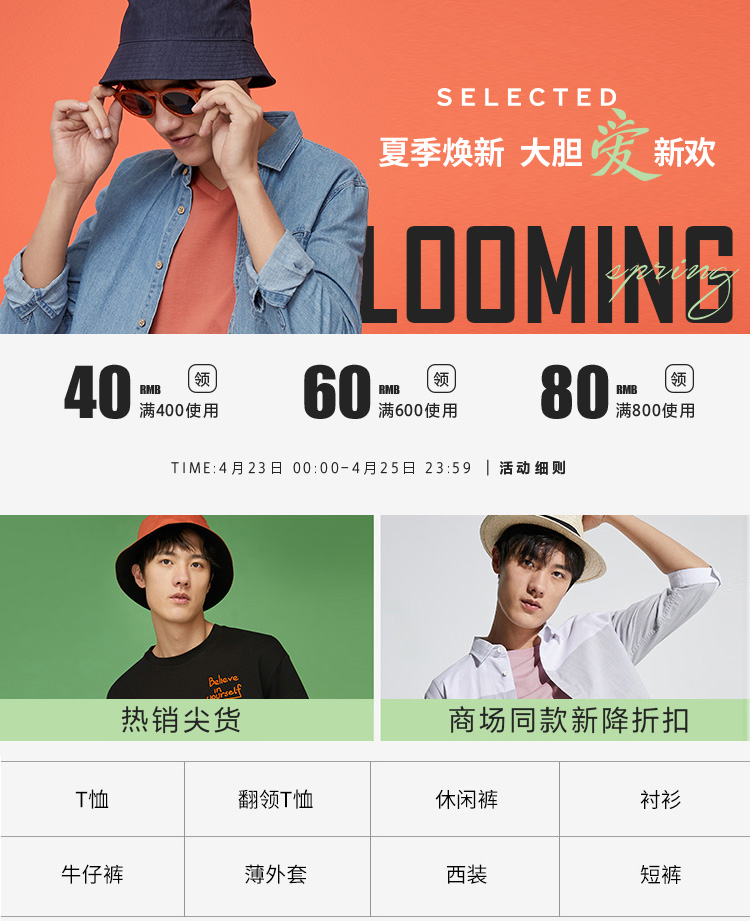 SELECTED
夏季焕新 大胆爱新欢
LOOMING
spring
40 RMB 领
满400使用
60 RMB 领
满600使用
80 RMB 领
满800使用
TIME:4月23日 00:00-4月25日 23:59 | 活动细则
Believe
in
yourself
热销尖货
商场同款新降折扣
T恤 翻领T恤 休闲裤 衬衫
牛仔裤 薄外套 西装 短裤